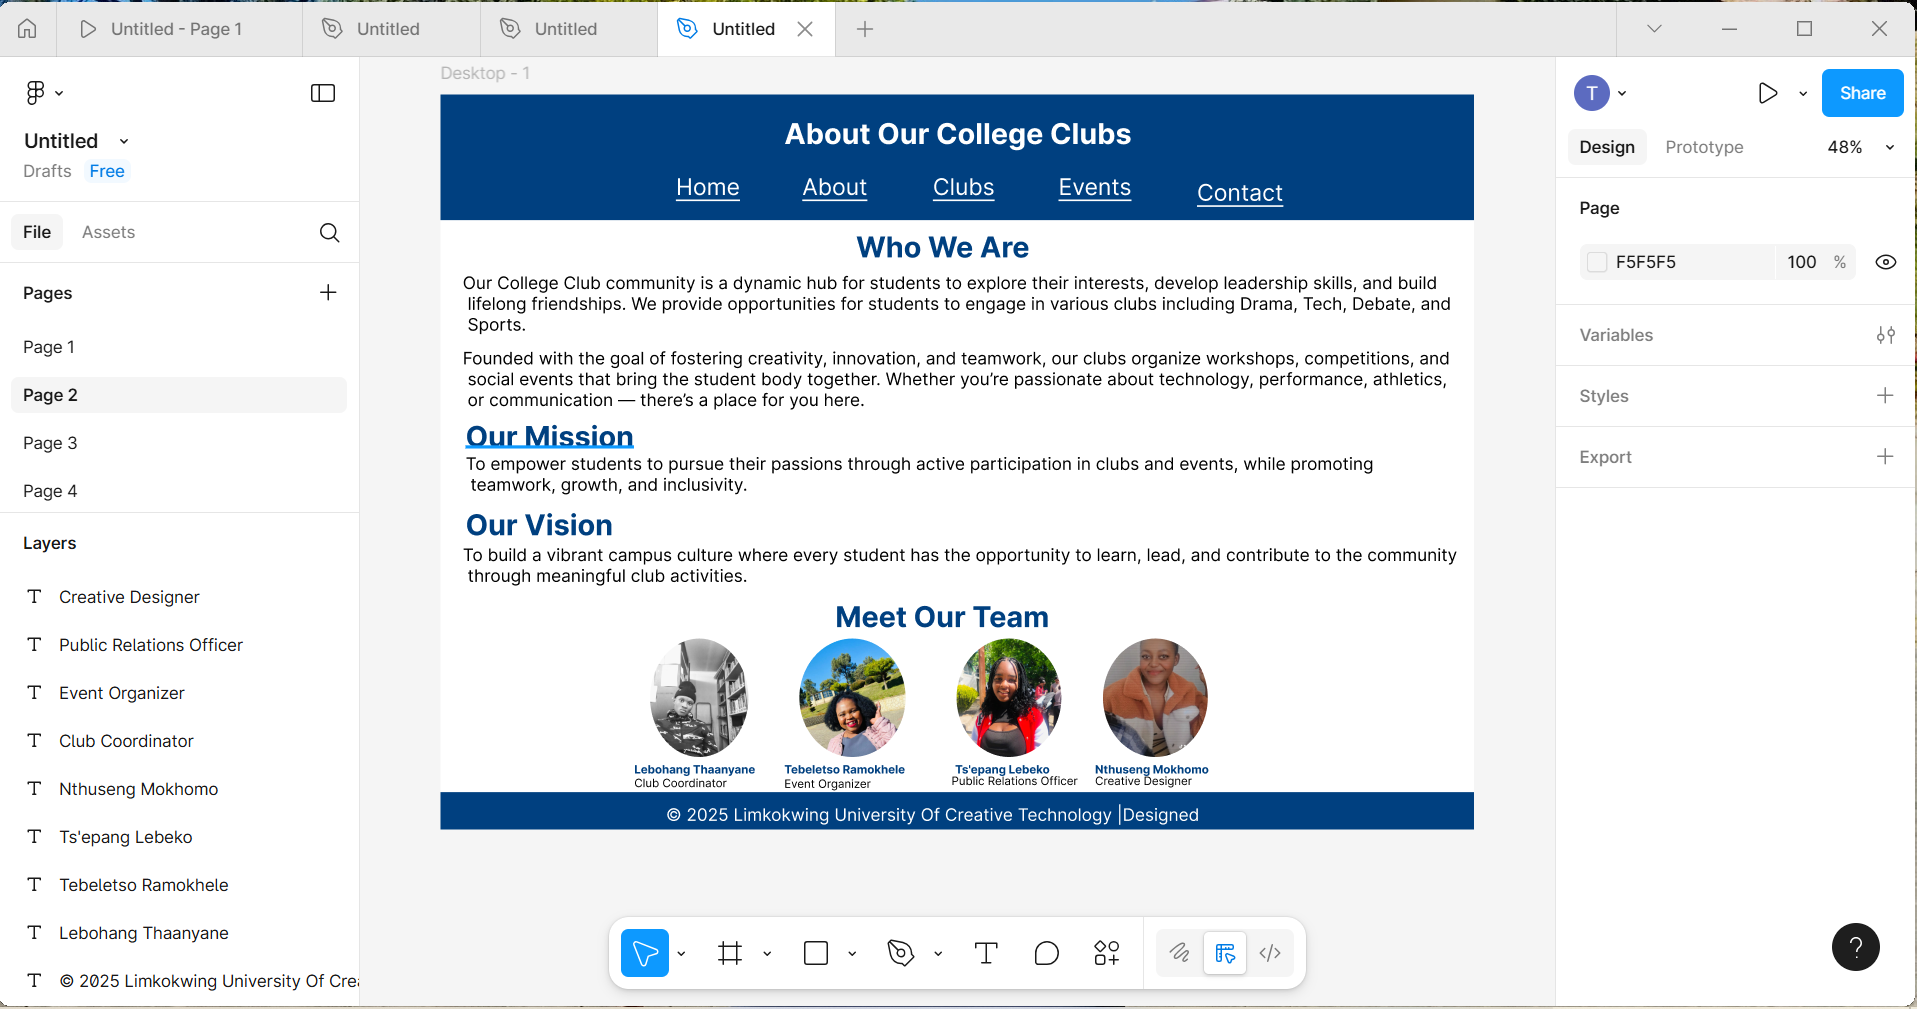 Untitled - Page 1
Untitled
Untitled
Untitled
Untitled
Drafts Free
File Assets
Pages
Page 1
Page 2
Page 3
Page 4
Layers
Creative Designer
Public Relations Officer
Event Organizer
Club Coordinator
Nthuseng Mokhomo
Ts'epang Lebeko
Tebeletso Ramokhele
Lebohang Thaanyane
© 2025 Limkokwing University Of Crea
Desktop - 1
About Our College Clubs
Home About Clubs Events Contact
Who We Are
Our College Club community is a dynamic hub for students to explore their interests, develop leadership skills, and build
lifelong friendships. We provide opportunities for students to engage in various clubs including Drama, Tech, Debate, and
Sports.
Founded with the goal of fostering creativity, innovation, and teamwork, our clubs organize workshops, competitions, and
social events that bring the student body together. Whether you’re passionate about technology, performance, athletics,
or communication — there’s a place for you here.
Our Mission
To empower students to pursue their passions through active participation in clubs and events, while promoting
teamwork, growth, and inclusivity.
Our Vision
To build a vibrant campus culture where every student has the opportunity to learn, lead, and contribute to the community
through meaningful club activities.
Meet Our Team
Lebohang Thaanyane
Club Coordinator
Tebeletso Ramokhele
Event Organizer
Ts'epang Lebeko
Public Relations Officer
Nthuseng Mokhomo
Creative Designer
© 2025 Limkokwing University Of Creative Technology |Designed
T
Share
Design Prototype 48%
Page
F5F5F5 100 %
Variables
Styles
Export